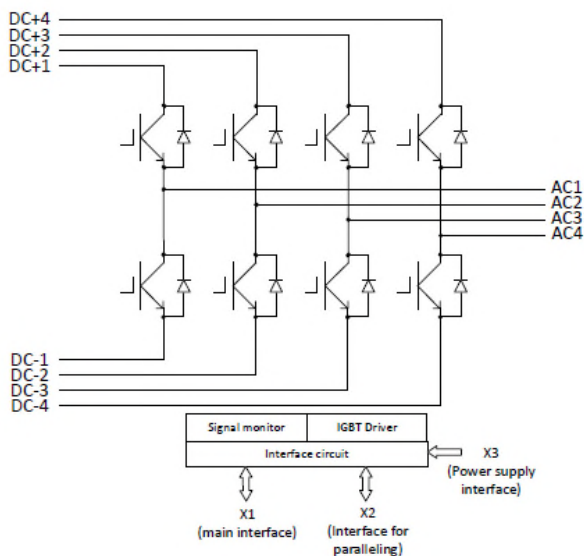 DC+4
DC+3
DC+2
DC+1
AC1
AC2
AC3
AC4
DC-1
DC-2
DC-3
DC-4
Signal monitor
IGBT Driver
Interface circuit
X3
(Power supply
interface)
X1
(main interface)
X2
(Interface for
paralleling)